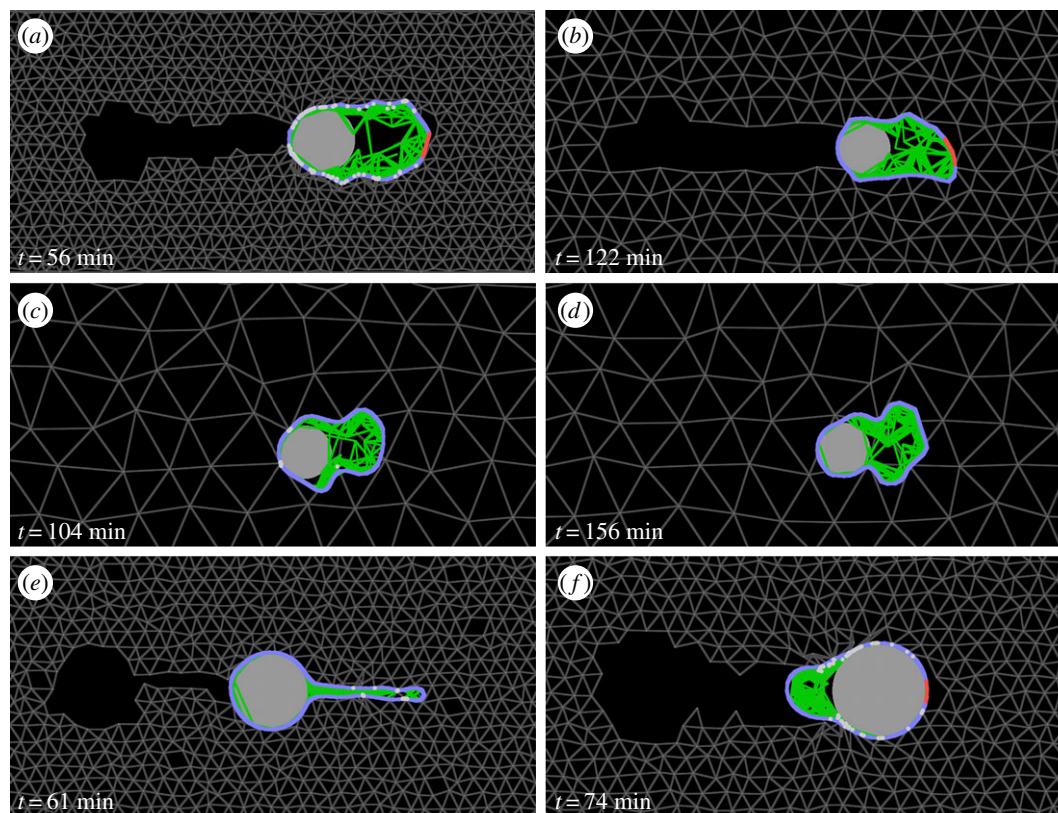 (a)
t = 56 min
(b)
t = 122 min
(c)
t = 104 min
(d)
t = 156 min
(e)
t = 61 min
(f)
t = 74 min